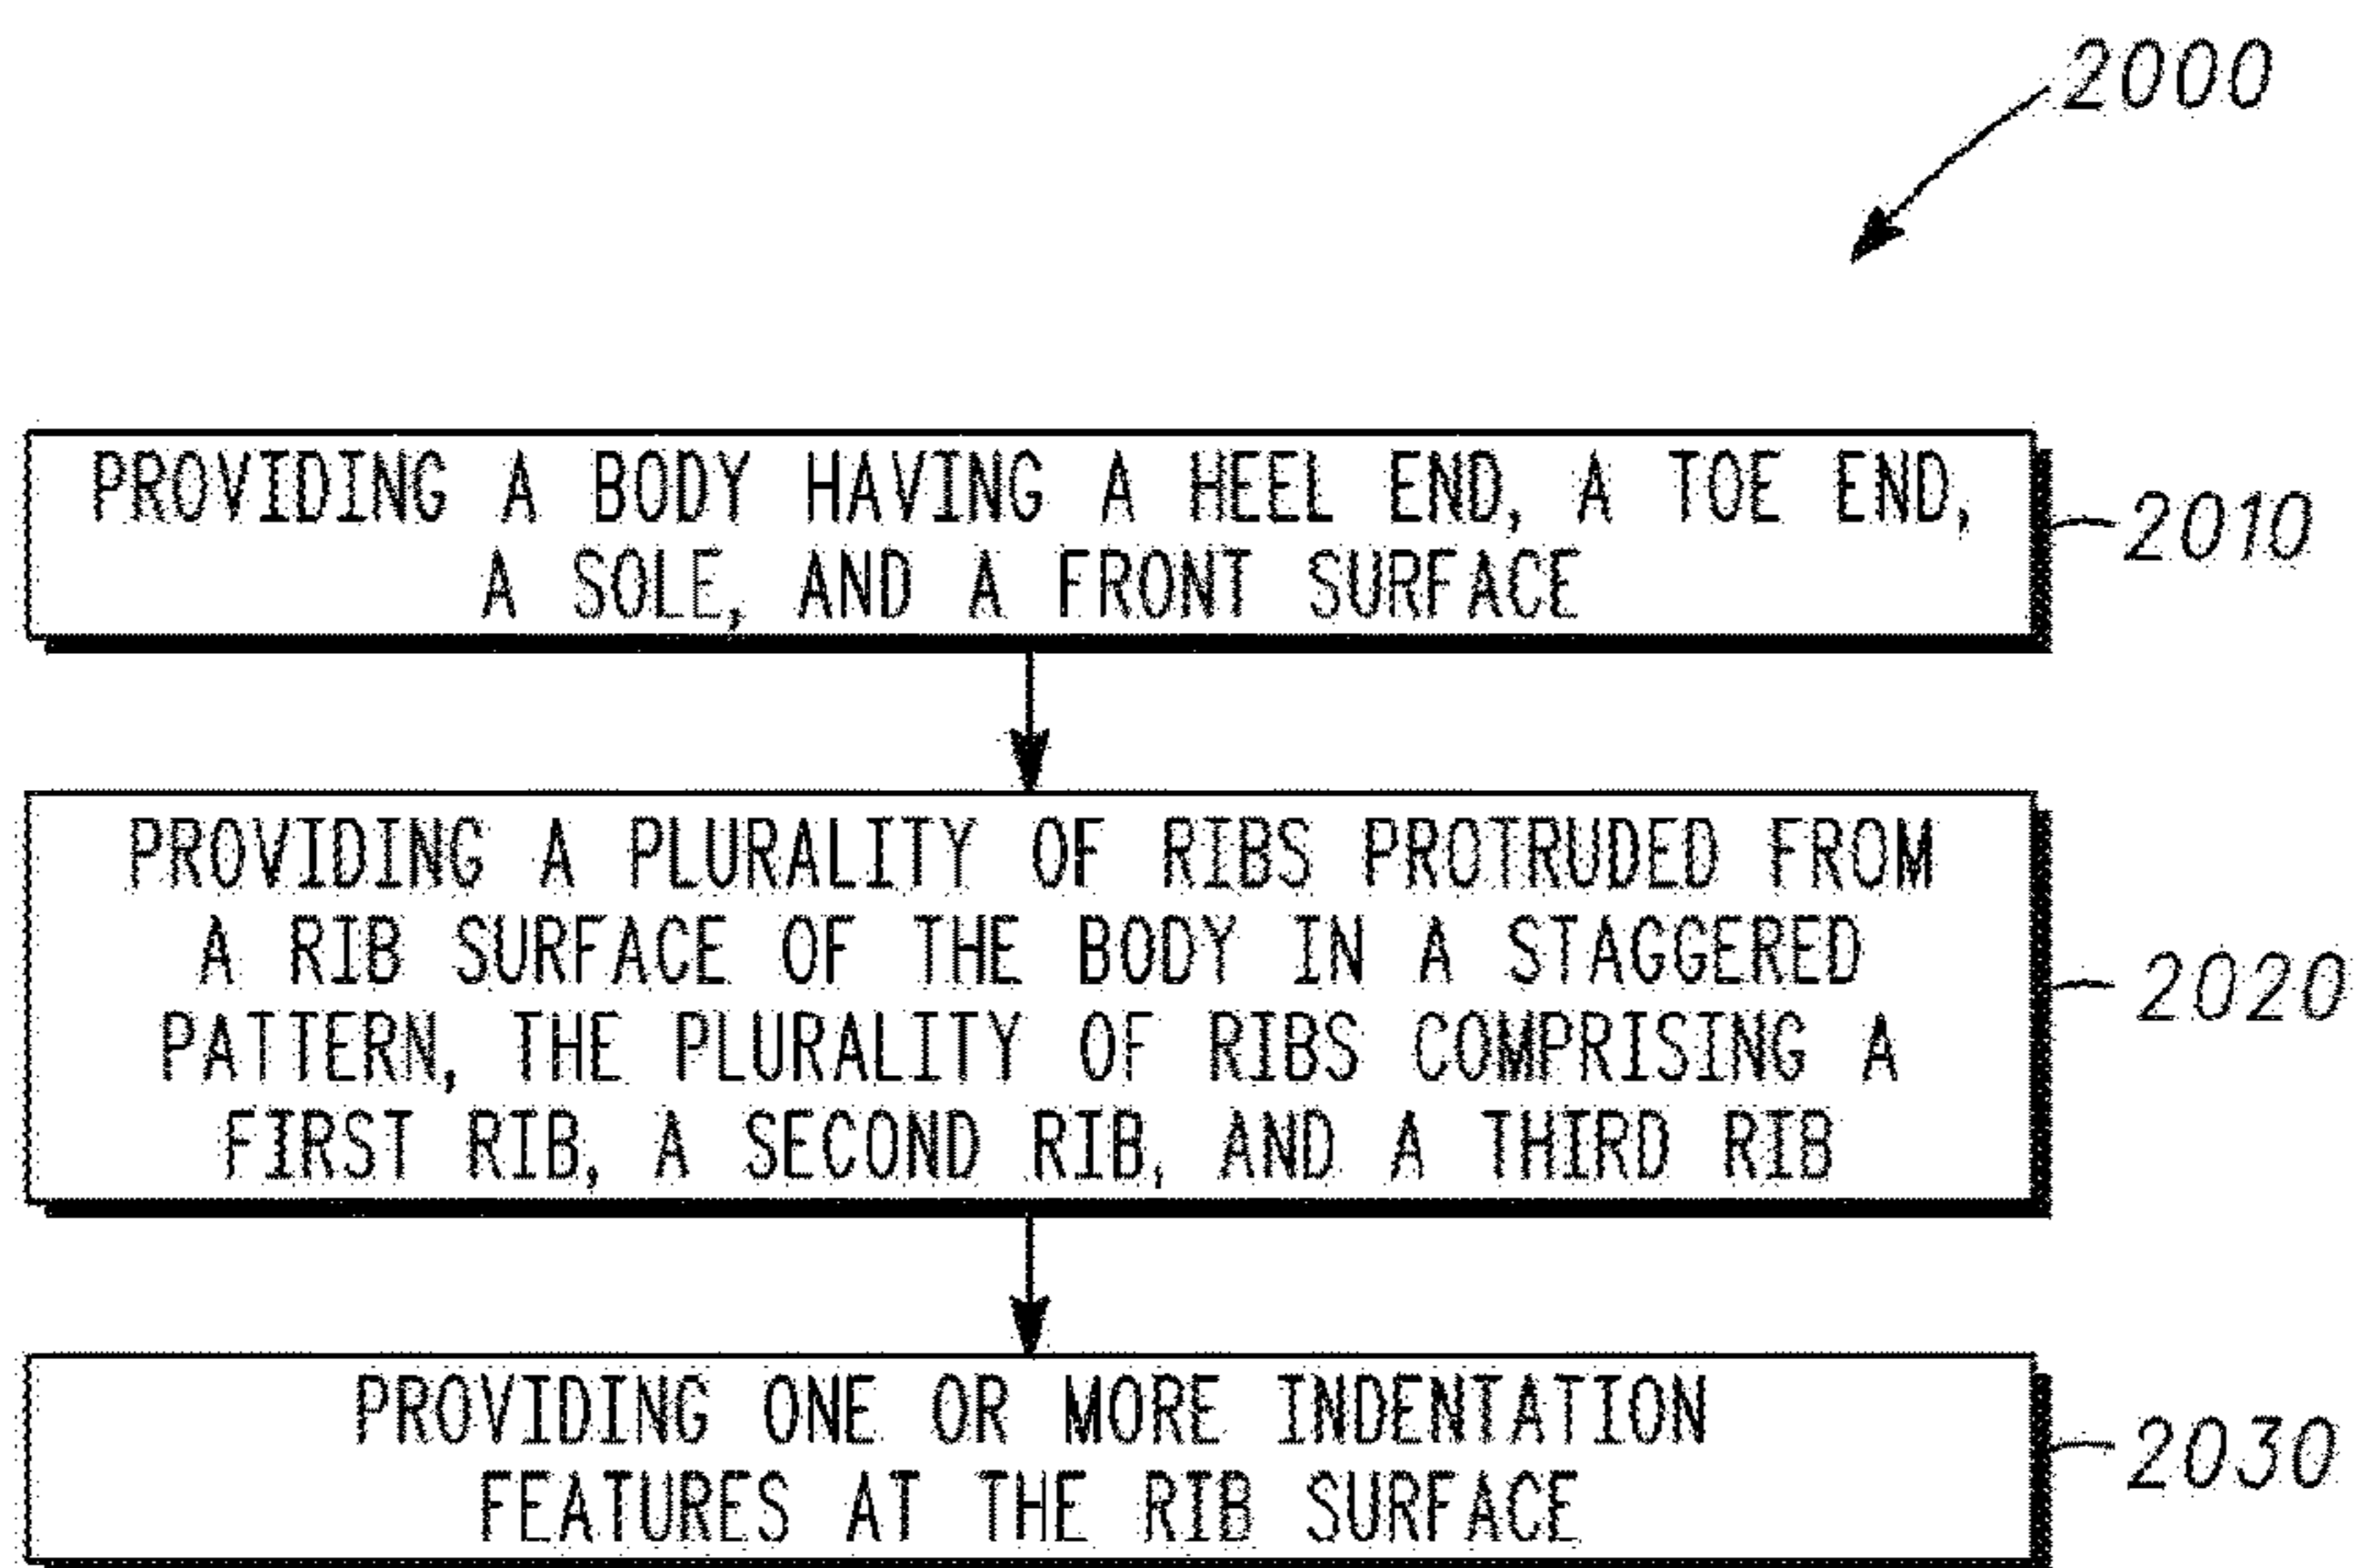 2000
PROVIDING A BODY HAVING A HEEL END, A TOE END,
A SOLE, AND A FRONT SURFACE
2010
PROVIDING A PLURALITY OF RIBS PROTRUDED FROM
A RIB SURFACE OF THE BODY IN A STAGGERED
PATTERN, THE PLURALITY OF RIBS COMPRISING A
FIRST RIB, A SECOND RIB, AND A THIRD RIB
2020
PROVIDING ONE OR MORE INDENTATION
FEATURES AT THE RIB SURFACE
2030